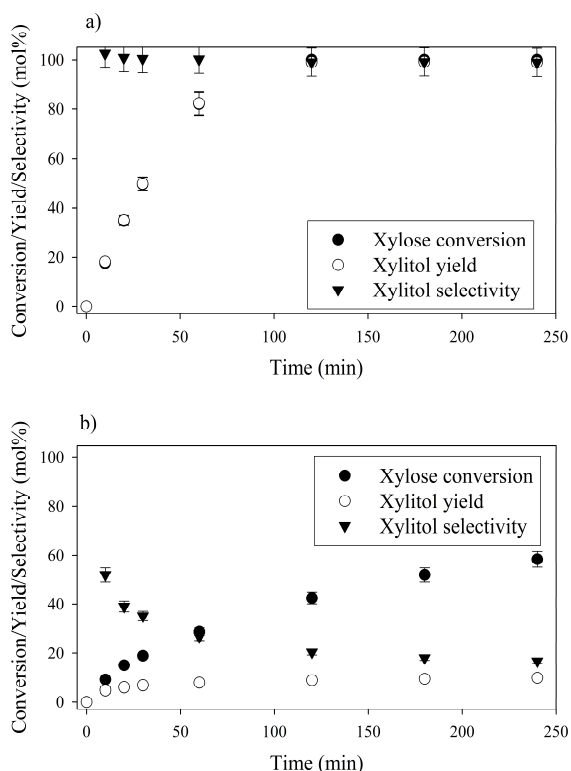 a)
Conversion/Yield/Selectivity (mol%)
100
80
60
40
20
0
Xylose conversion
Xylitol yield
Xylitol selectivity
0 50 100 150 200 250
Time (min)
b)
Conversion/Yield/Selectivity (mol%)
100
80
60
40
20
0
Xylose conversion
Xylitol yield
Xylitol selectivity
0 50 100 150 200 250
Time (min)